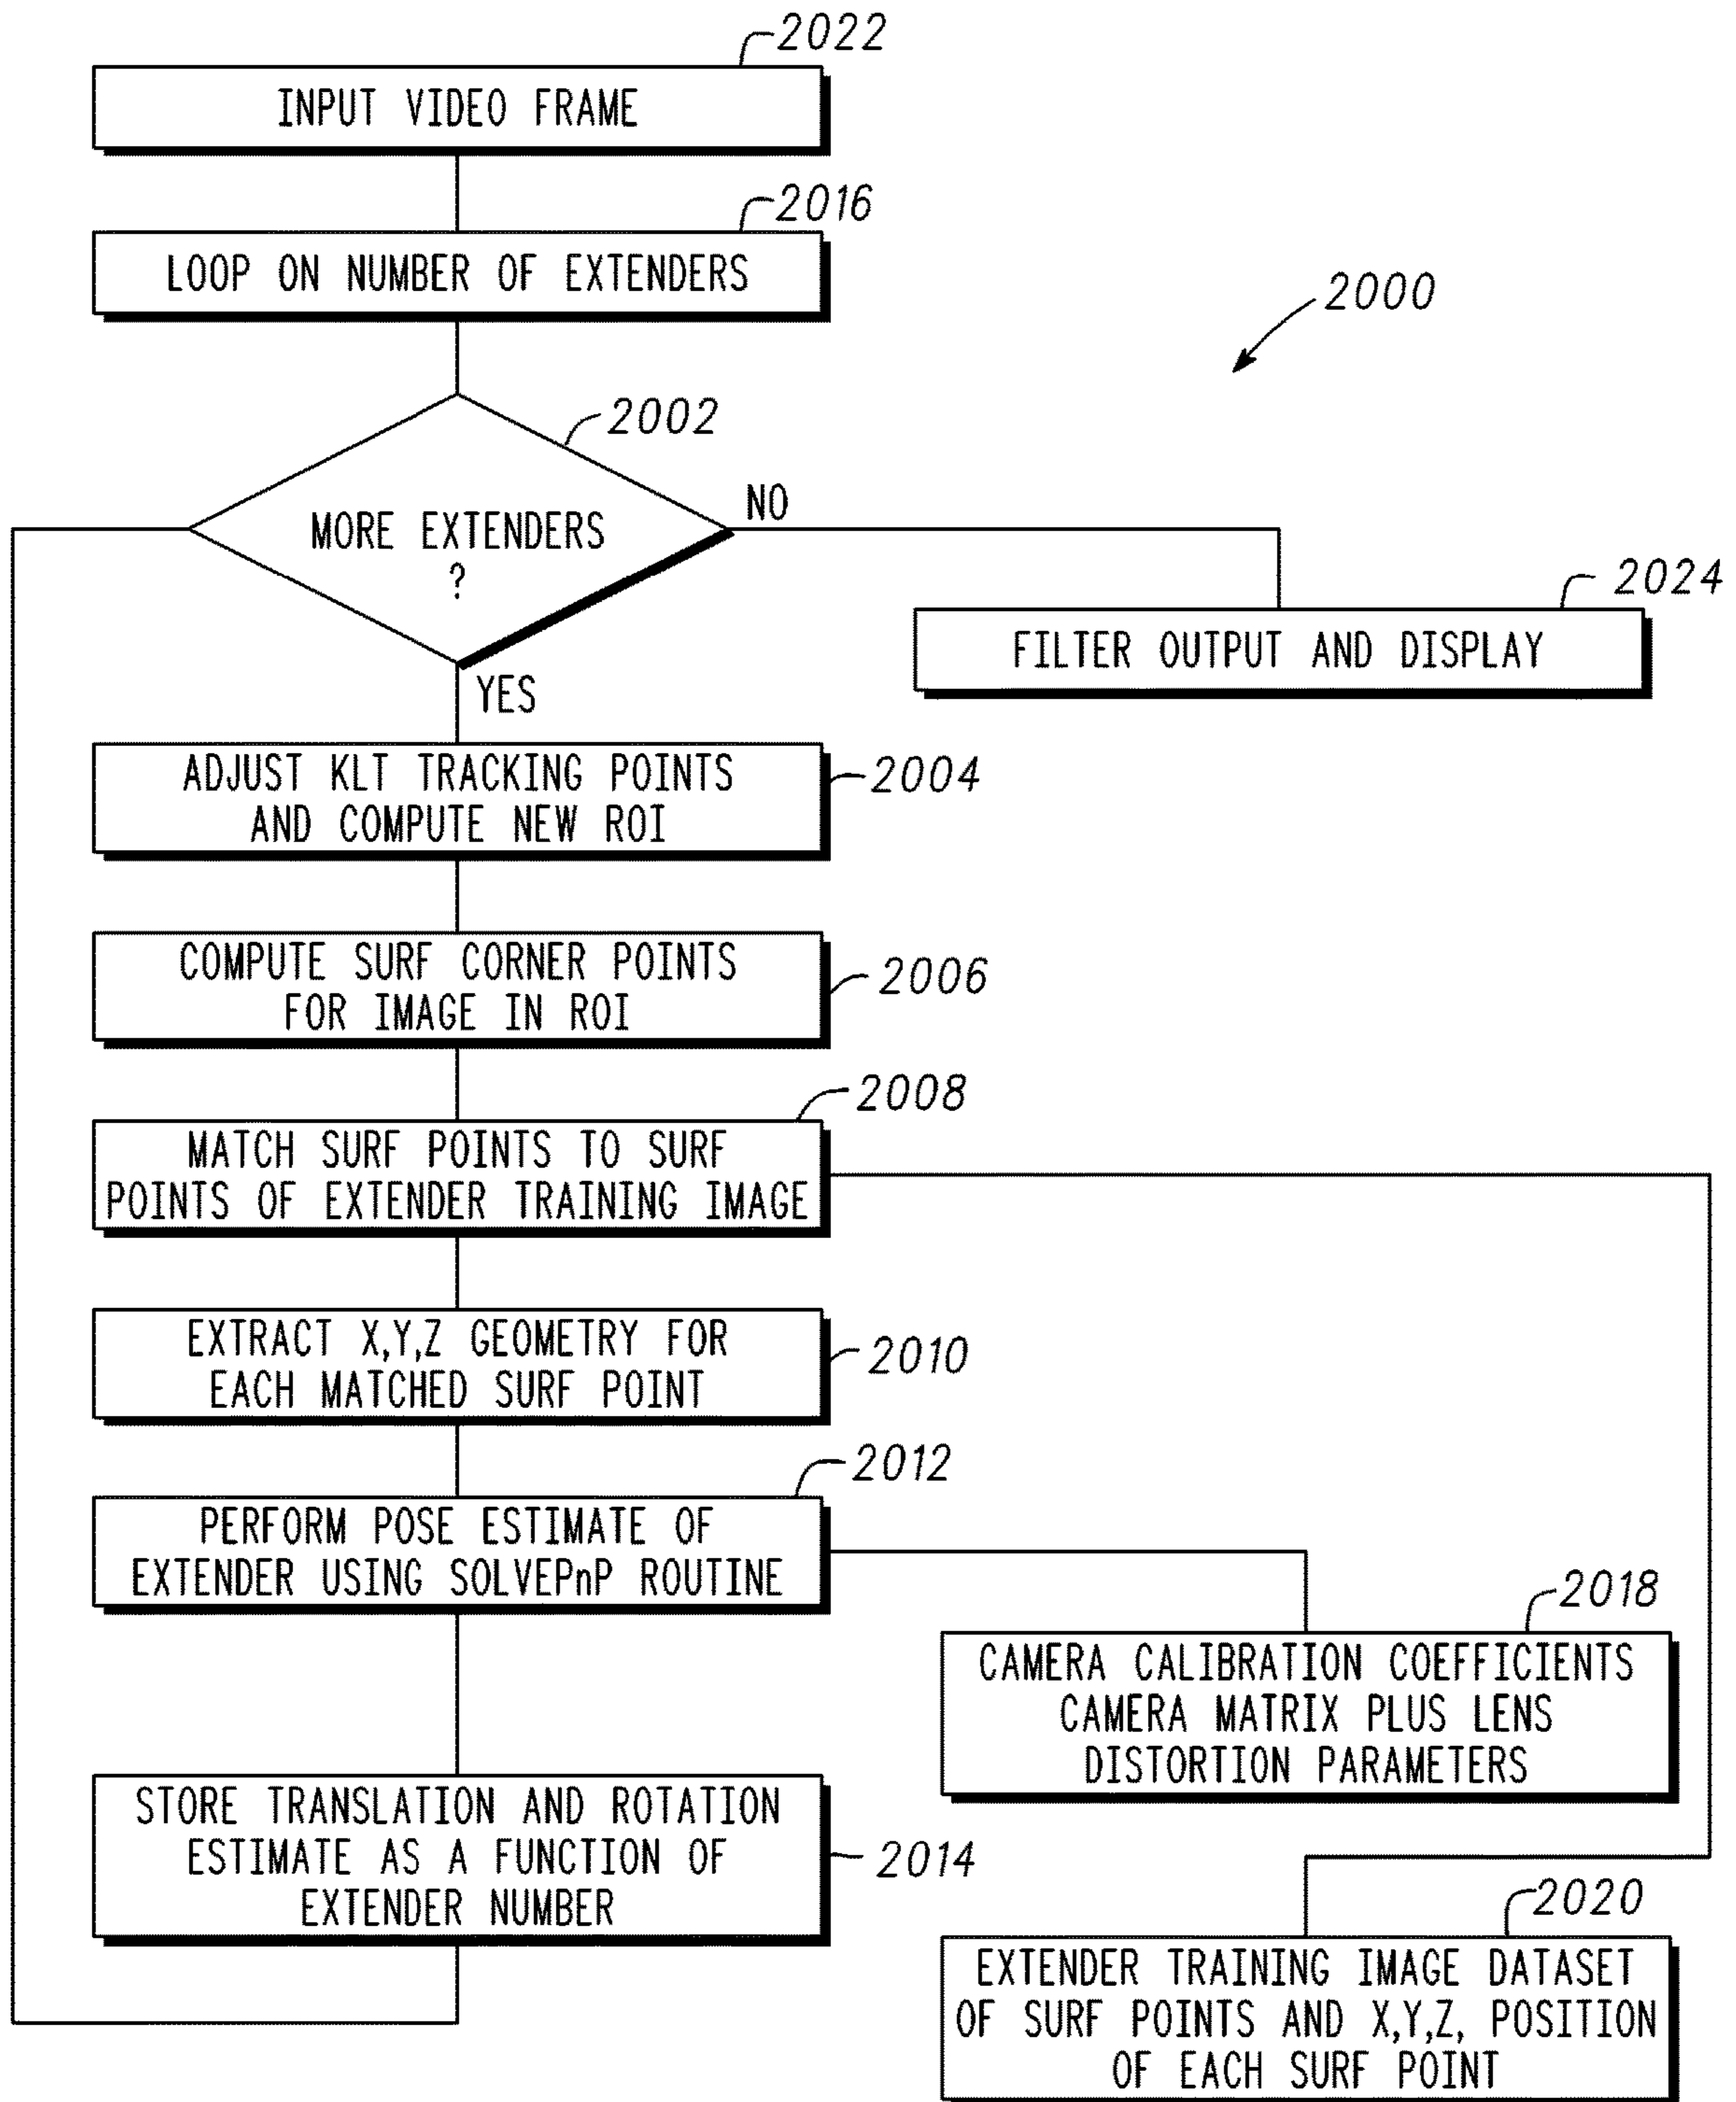 2022
INPUT VIDEO FRAME
2016
LOOP ON NUMBER OF EXTENDERS
2000
2002
MORE EXTENDERS
?
NO
YES
2024
FILTER OUTPUT AND DISPLAY
ADJUST KLT TRACKING POINTS
AND COMPUTE NEW ROI
2004
COMPUTE SURF CORNER POINTS
FOR IMAGE IN ROI
2006
2008
MATCH SURF POINTS TO SURF
POINTS OF EXTENDER TRAINING IMAGE
EXTRACT X,Y,Z GEOMETRY FOR
EACH MATCHED SURF POINT
2010
2012
PERFORM POSE ESTIMATE OF
EXTENDER USING SOLVEPnP ROUTINE
2018
CAMERA CALIBRATION COEFFICIENTS
CAMERA MATRIX PLUS LENS
DISTORTION PARAMETERS
STORE TRANSLATION AND ROTATION
ESTIMATE AS A FUNCTION OF
EXTENDER NUMBER
2014
2020
EXTENDER TRAINING IMAGE DATASET
OF SURF POINTS AND X,Y,Z, POSITION
OF EACH SURF POINT